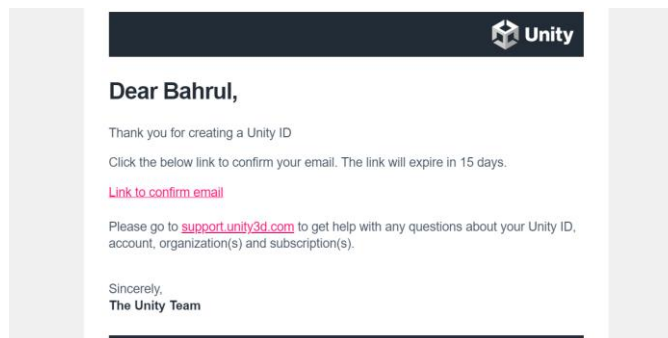 Unity
Dear Bahrul,
Thank you for creating a Unity ID
Click the below link to confirm your email. The link will expire in 15 days.
Link to confirm email
Please go to support.unity3d.com to get help with any questions about your Unity ID,
account, organization(s) and subscription(s).
Sincerely,
The Unity Team